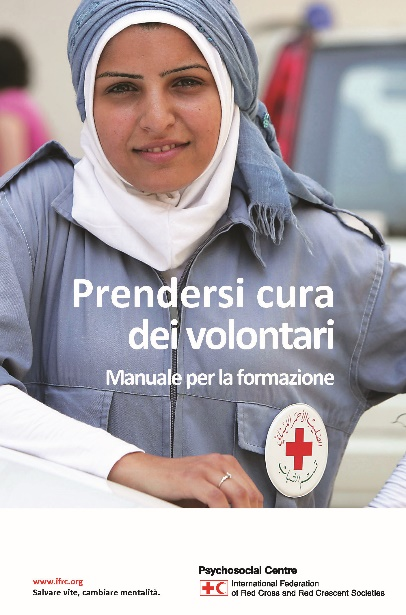 Prendersi cura
dei volontari
Manuale per la formazione
Psychosocial Centre
www.ifrc.org
International Federation
Salvare vite, cambiare mentalità.
of Red Cross and Red Crescent Societies